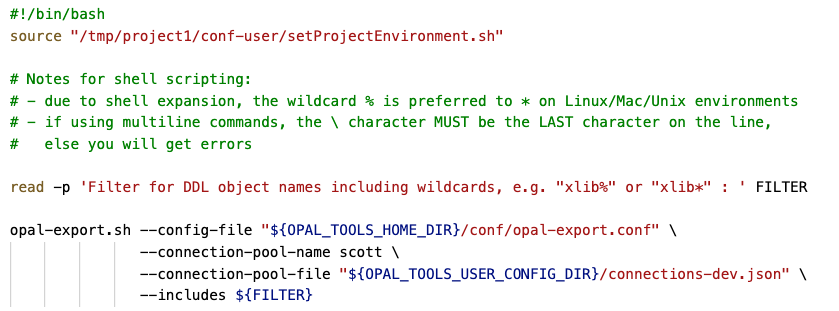 #!/bin/bash
source "/tmp/project1/conf-user/setProjectEnvironment.sh"
# Notes for shell scripting:
# - due to shell expansion, the wildcard % is preferred to * on Linux/Mac/Unix environments
# - if using multiline commands, the \ character MUST be the LAST character on the line,
#   else you will get errors
read -p 'Filter for DDL object names including wildcards, e.g. "xlib%" or "xlib*" : ' FILTER
opal-export.sh --config-file "${OPAL_TOOLS_HOME_DIR}/conf/opal-export.conf" \
               --connection-pool-name scott \
               --connection-pool-file "${OPAL_TOOLS_USER_CONFIG_DIR}/connections-dev.json" \
               --includes ${FILTER}